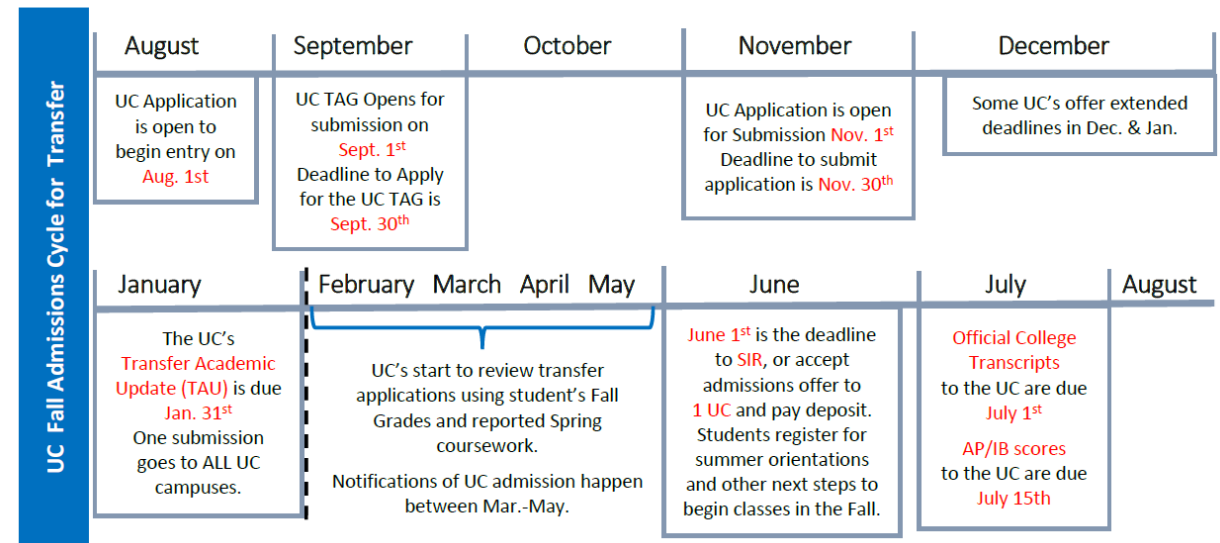 UC Fall Admissions Cycle for Transfer
August
September
October
November
December
UC Application
is open to
begin entry on
Aug. 1st
UC TAG Opens for
submission on
Sept. 1st
Deadline to Apply
for the UC TAG is
Sept. 30th
UC Application is open
for Submission Nov. 1st
Deadline to submit
application is Nov. 30th
Some UC's offer extended
deadlines in Dec. & Jan.
January
February March April May
June
July
August
The UC's
Transfer Academic
Update (TAU) is due
Jan. 31st
One submission
goes to ALL UC
campuses.
UC's start to review transfer
applications using student's Fall
Grades and reported Spring
coursework.
Notifications of UC admission happen
between Mar.-May.
June 1st is the deadline
to SIR, or accept
admissions offer to
1 UC and pay deposit.
Students register for
summer orientations
and other next steps to
begin classes in the Fall.
Official College
Transcripts
to the UC are due
July 1st
AP/IB scores
to the UC are due
July 15th